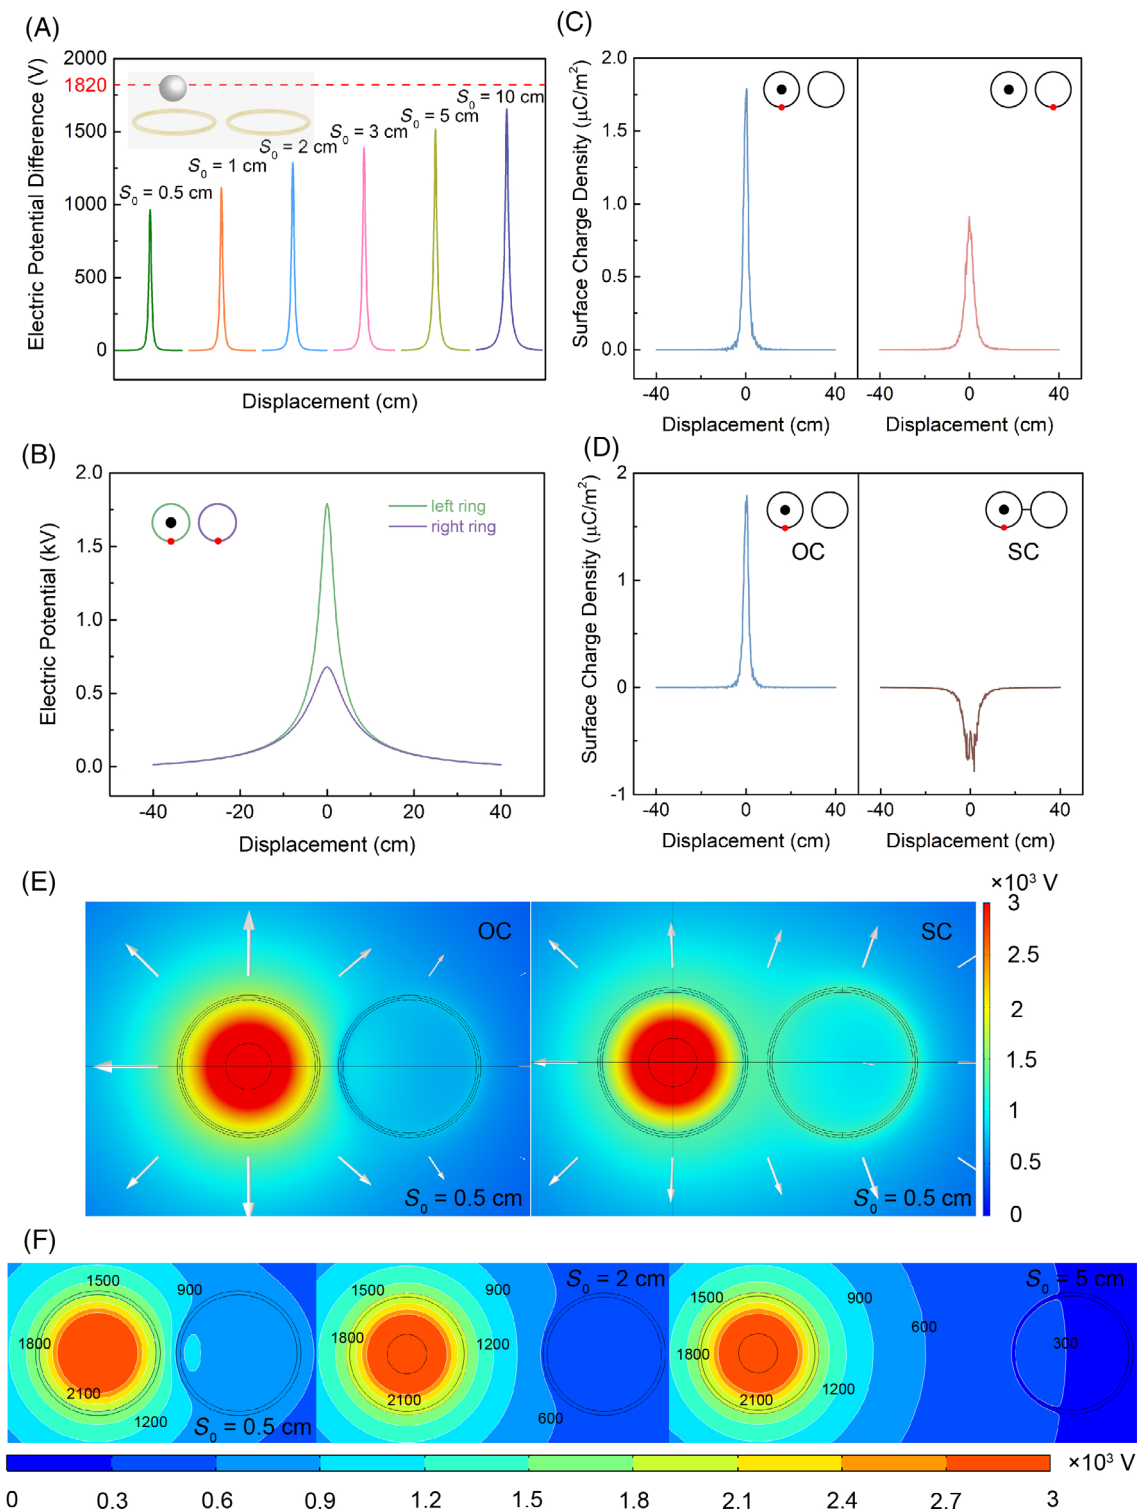 (A)
Electric Potential Difference (V)
2000
1820
1500
1000
500
0
S0 = 0.5 cm
S0 = 1 cm
S0 = 2 cm
S0 = 3 cm
S0 = 5 cm
S0 = 10 cm
Displacement (cm)
(C)
Surface Charge Density (μC/m²)
2.0
1.5
1.0
0.5
0.0
-40 0 40
-40 0 40
Displacement (cm)
Displacement (cm)
(B)
Electric Potential (kV)
2.0
1.5
1.0
0.5
0.0
left ring
right ring
-40 -20 0 20 40
Displacement (cm)
(D)
Surface Charge Density (μC/m²)
2
1
0
-1
OC
SC
-40 0 40
-40 0 40
Displacement (cm)
Displacement (cm)
(E)
OC
S0 = 0.5 cm
SC
S0 = 0.5 cm
×10³ V
3
2.5
2
1.5
1
0.5
0
(F)
1500
900
1800
2100
1200
S0 = 0.5 cm
S0 = 2 cm
1500
900
1800
1200
2100
600
S0 = 5 cm
1500
900
600
300
1800
1200
2100
×10³ V
0 0.3 0.6 0.9 1.2 1.5 1.8 2.1 2.4 2.7 3